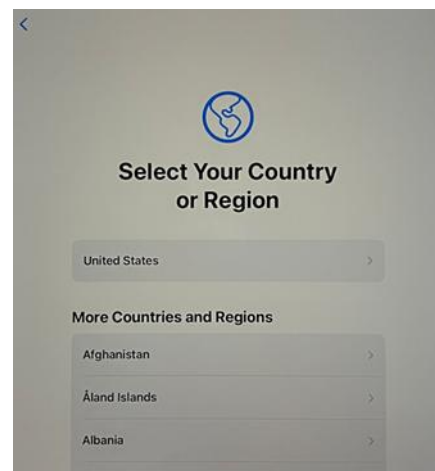 Select Your Country
or Region
United States
More Countries and Regions
Afghanistan
Åland Islands
Albania